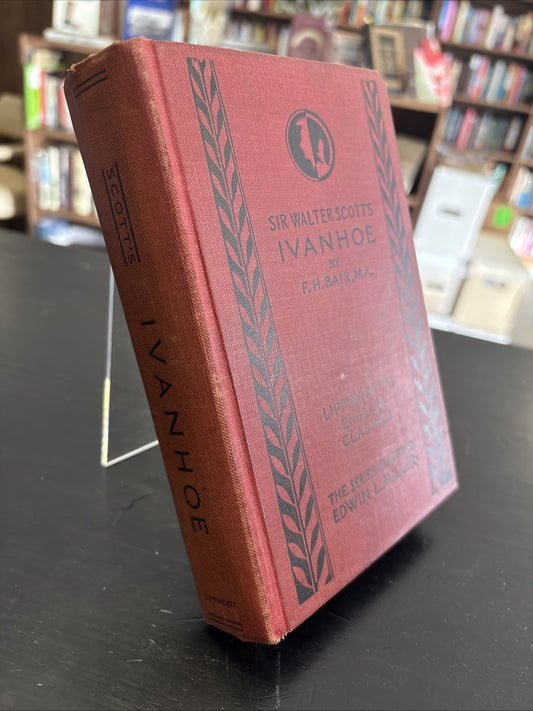 SCOTT'S
IVANHOE
LIPPINCOTT
SIR WALTER SCOTT'S
IVANHOE
BY
F.H. BAIR, M.A.
LIPPINCOTT'S
ENGLISH
CLASSICS
THE SERIES EDITED BY
EDWIN L. MILLER